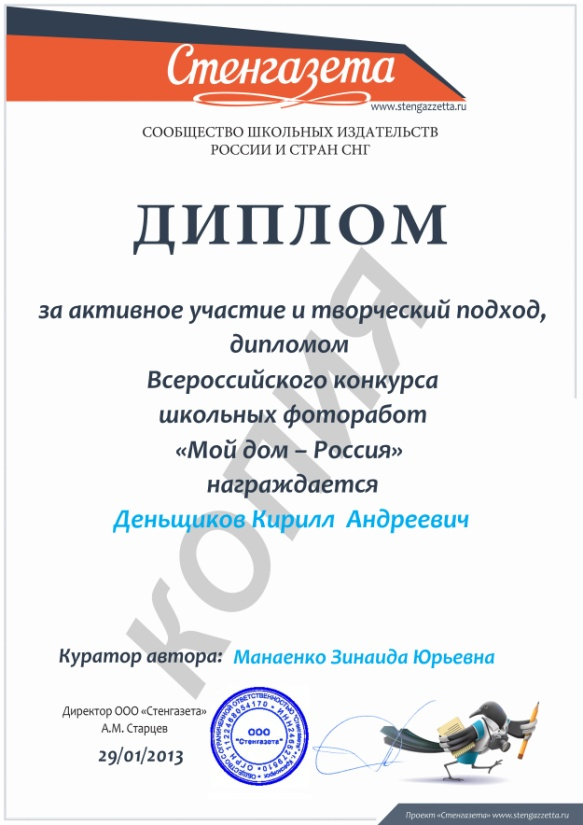 Стенгазета
www.stengazzetta.ru
СООБЩЕСТВО ШКОЛЬНЫХ ИЗДАТЕЛЬСТВ
РОССИИ И СТРАН СНГ
ДИПЛОМ
за активное участие и творческий подход,
дипломом
Всероссийского конкурса
школьных фоторабот
«Мой дом – Россия»
награждается
Деньщиков Кирилл Андреевич
КОПИЯ
Куратор автора: Манаенко Зинаида Юрьевна
Директор ООО «Стенгазета»
А.М. Старцев
29/01/2013
ООО
"Стенгазета"
Проект «Стенгазета» www.stengazzetta.ru